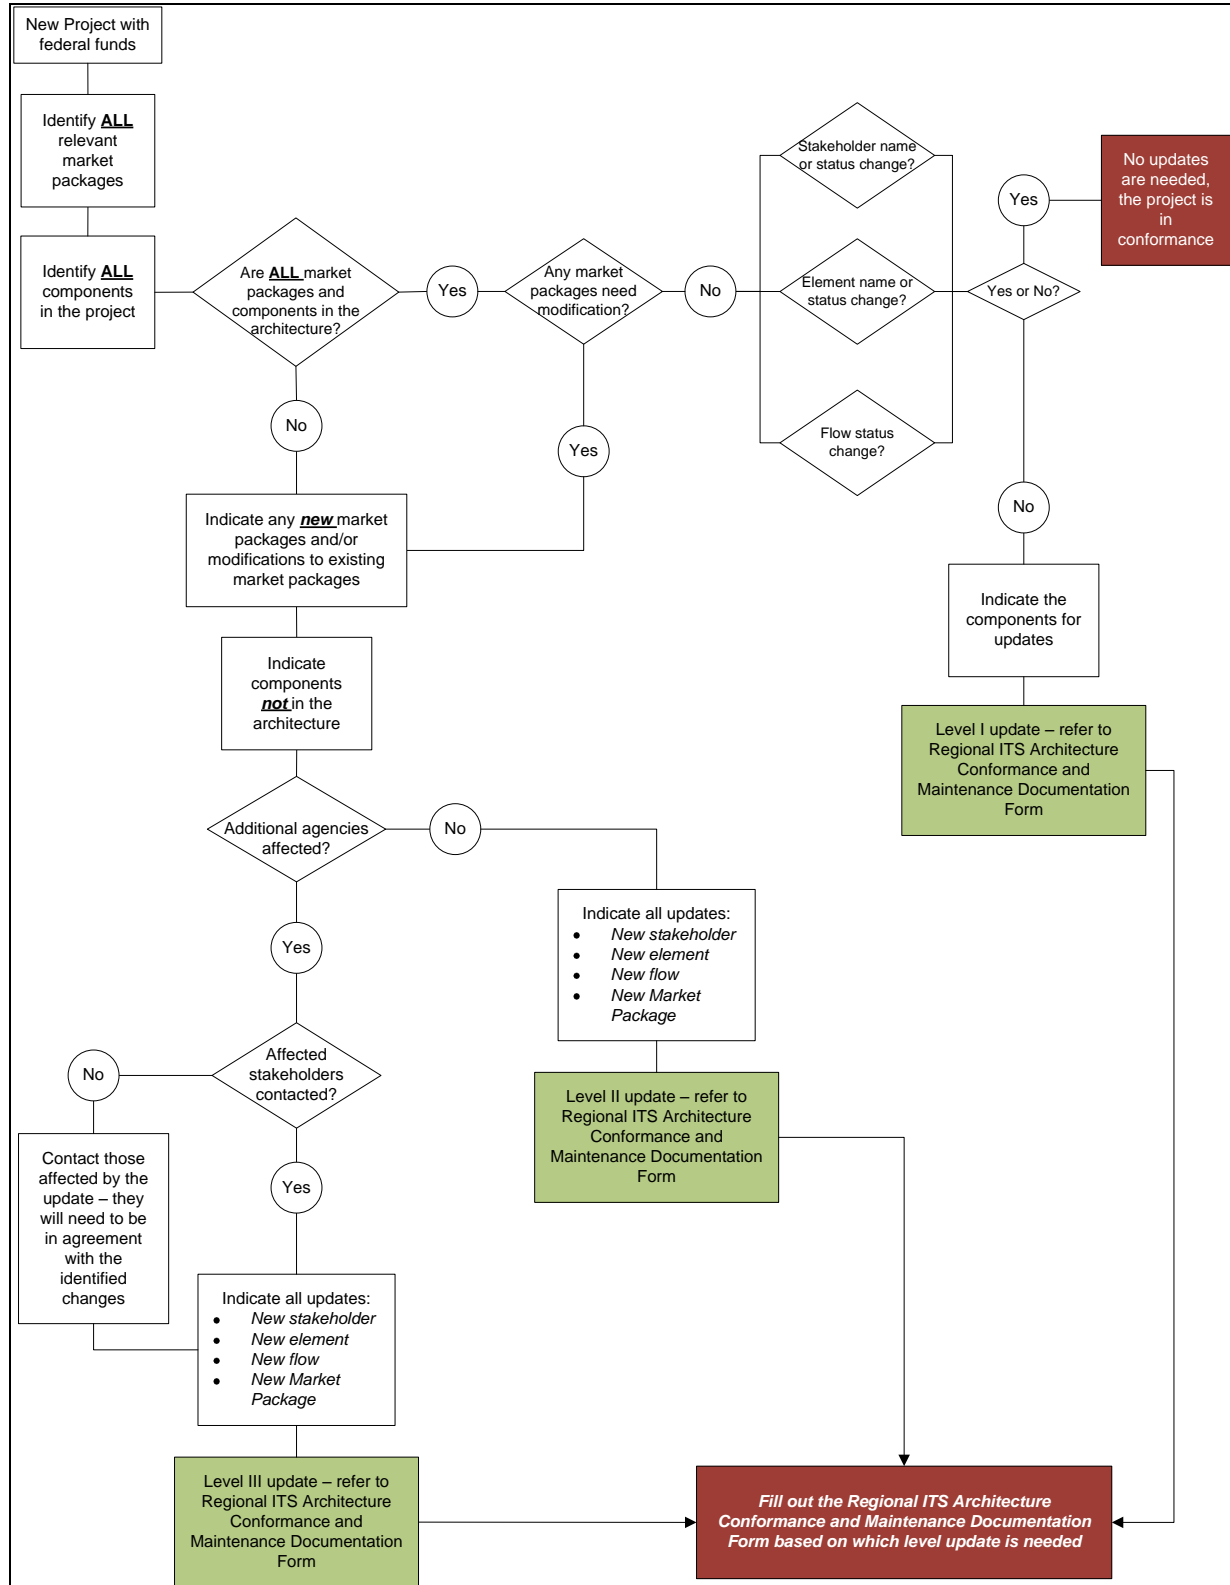 New Project with
federal funds
Identify ALL
relevant
market
packages
Identify ALL
components
in the project
Are ALL market
packages and
components in the
architecture?
Yes
Any market
packages need
modification?
No
Stakeholder name
or status change?
Element name or
status change?
Flow status
change?
Yes or No?
Yes
No updates
are needed,
the project is
in
conformance
No
Indicate the
components for
updates
Level I update – refer to
Regional ITS Architecture
Conformance and
Maintenance Documentation
Form
No
Yes
Indicate any new market
packages and/or
modifications to existing
market packages
Indicate
components
not in the
architecture
Additional agencies
affected?
No
Indicate all updates:
• New stakeholder
• New element
• New flow
• New Market
Package
Level II update – refer to
Regional ITS Architecture
Conformance and
Maintenance Documentation
Form
Yes
Affected
stakeholders
contacted?
No
Contact those
affected by the
update – they
will need to be
in agreement
with the
identified
changes
Yes
Indicate all updates:
• New stakeholder
• New element
• New flow
• New Market
Package
Level III update – refer to
Regional ITS Architecture
Conformance and
Maintenance Documentation
Form
Fill out the Regional ITS Architecture
Conformance and Maintenance Documentation
Form based on which level update is needed